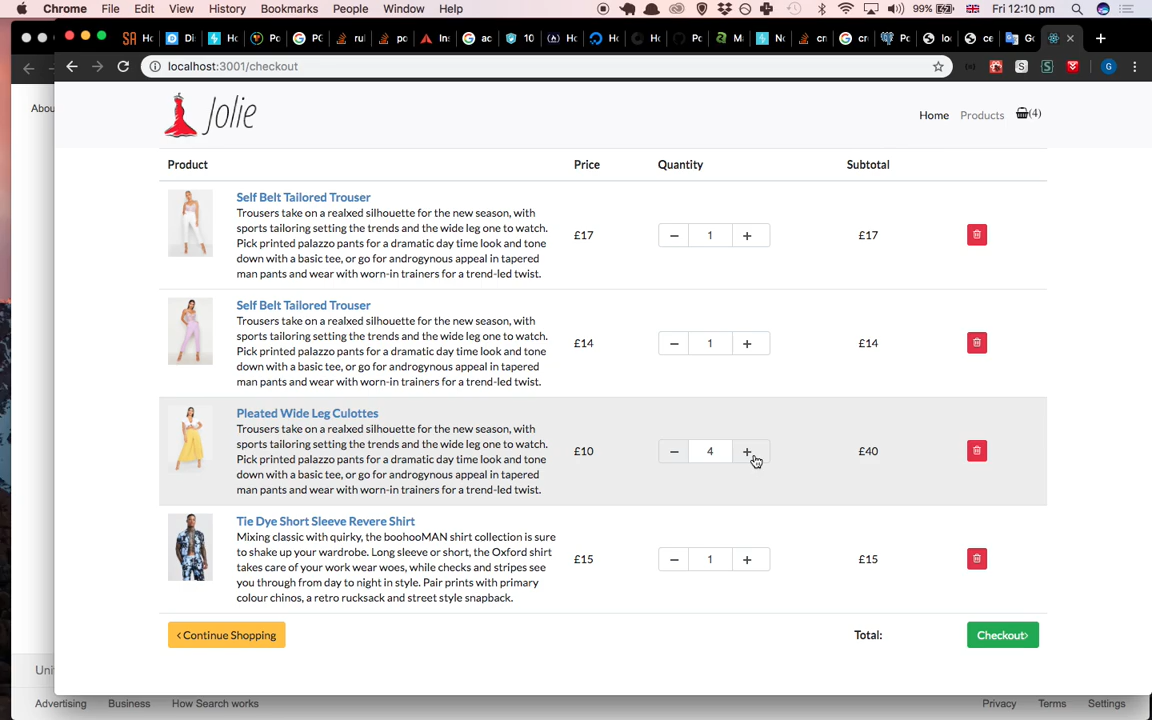 Chrome File Edit View History Bookmarks People Window Help 99% Fri 12:10 pm
localhost:3001/checkout
G
Abou
Jolie
Home Products (4)
Product Price Quantity Subtotal
Self Belt Tailored Trouser
Trousers take on a realxed silhouette for the new season, with
sports tailoring setting the trends and the wide leg one to watch.
Pick printed palazzo pants for a dramatic day time look and tone
down with a basic tee, or go for androgynous appeal in tapered
man pants and wear with worn-in trainers for a trend-led twist.
£17 − 1 + £17
Self Belt Tailored Trouser
Trousers take on a realxed silhouette for the new season, with
sports tailoring setting the trends and the wide leg one to watch.
Pick printed palazzo pants for a dramatic day time look and tone
down with a basic tee, or go for androgynous appeal in tapered
man pants and wear with worn-in trainers for a trend-led twist.
£14 − 1 + £14
Pleated Wide Leg Culottes
Trousers take on a realxed silhouette for the new season, with
sports tailoring setting the trends and the wide leg one to watch.
Pick printed palazzo pants for a dramatic day time look and tone
down with a basic tee, or go for androgynous appeal in tapered
man pants and wear with worn-in trainers for a trend-led twist.
£10 − 4 + £40
Tie Dye Short Sleeve Revere Shirt
Mixing classic with quirky, the boohooMAN shirt collection is sure
to shake up your wardrobe. Long sleeve or short, the Oxford shirt
takes care of your work wear woes, while checks and stripes see
you through from day to night in style. Pair prints with primary
colour chinos, a retro rucksack and street style snapback.
£15 − 1 + £15
‹Continue Shopping Total: Checkout›
Unit
Advertising Business How Search works Privacy Terms Settings